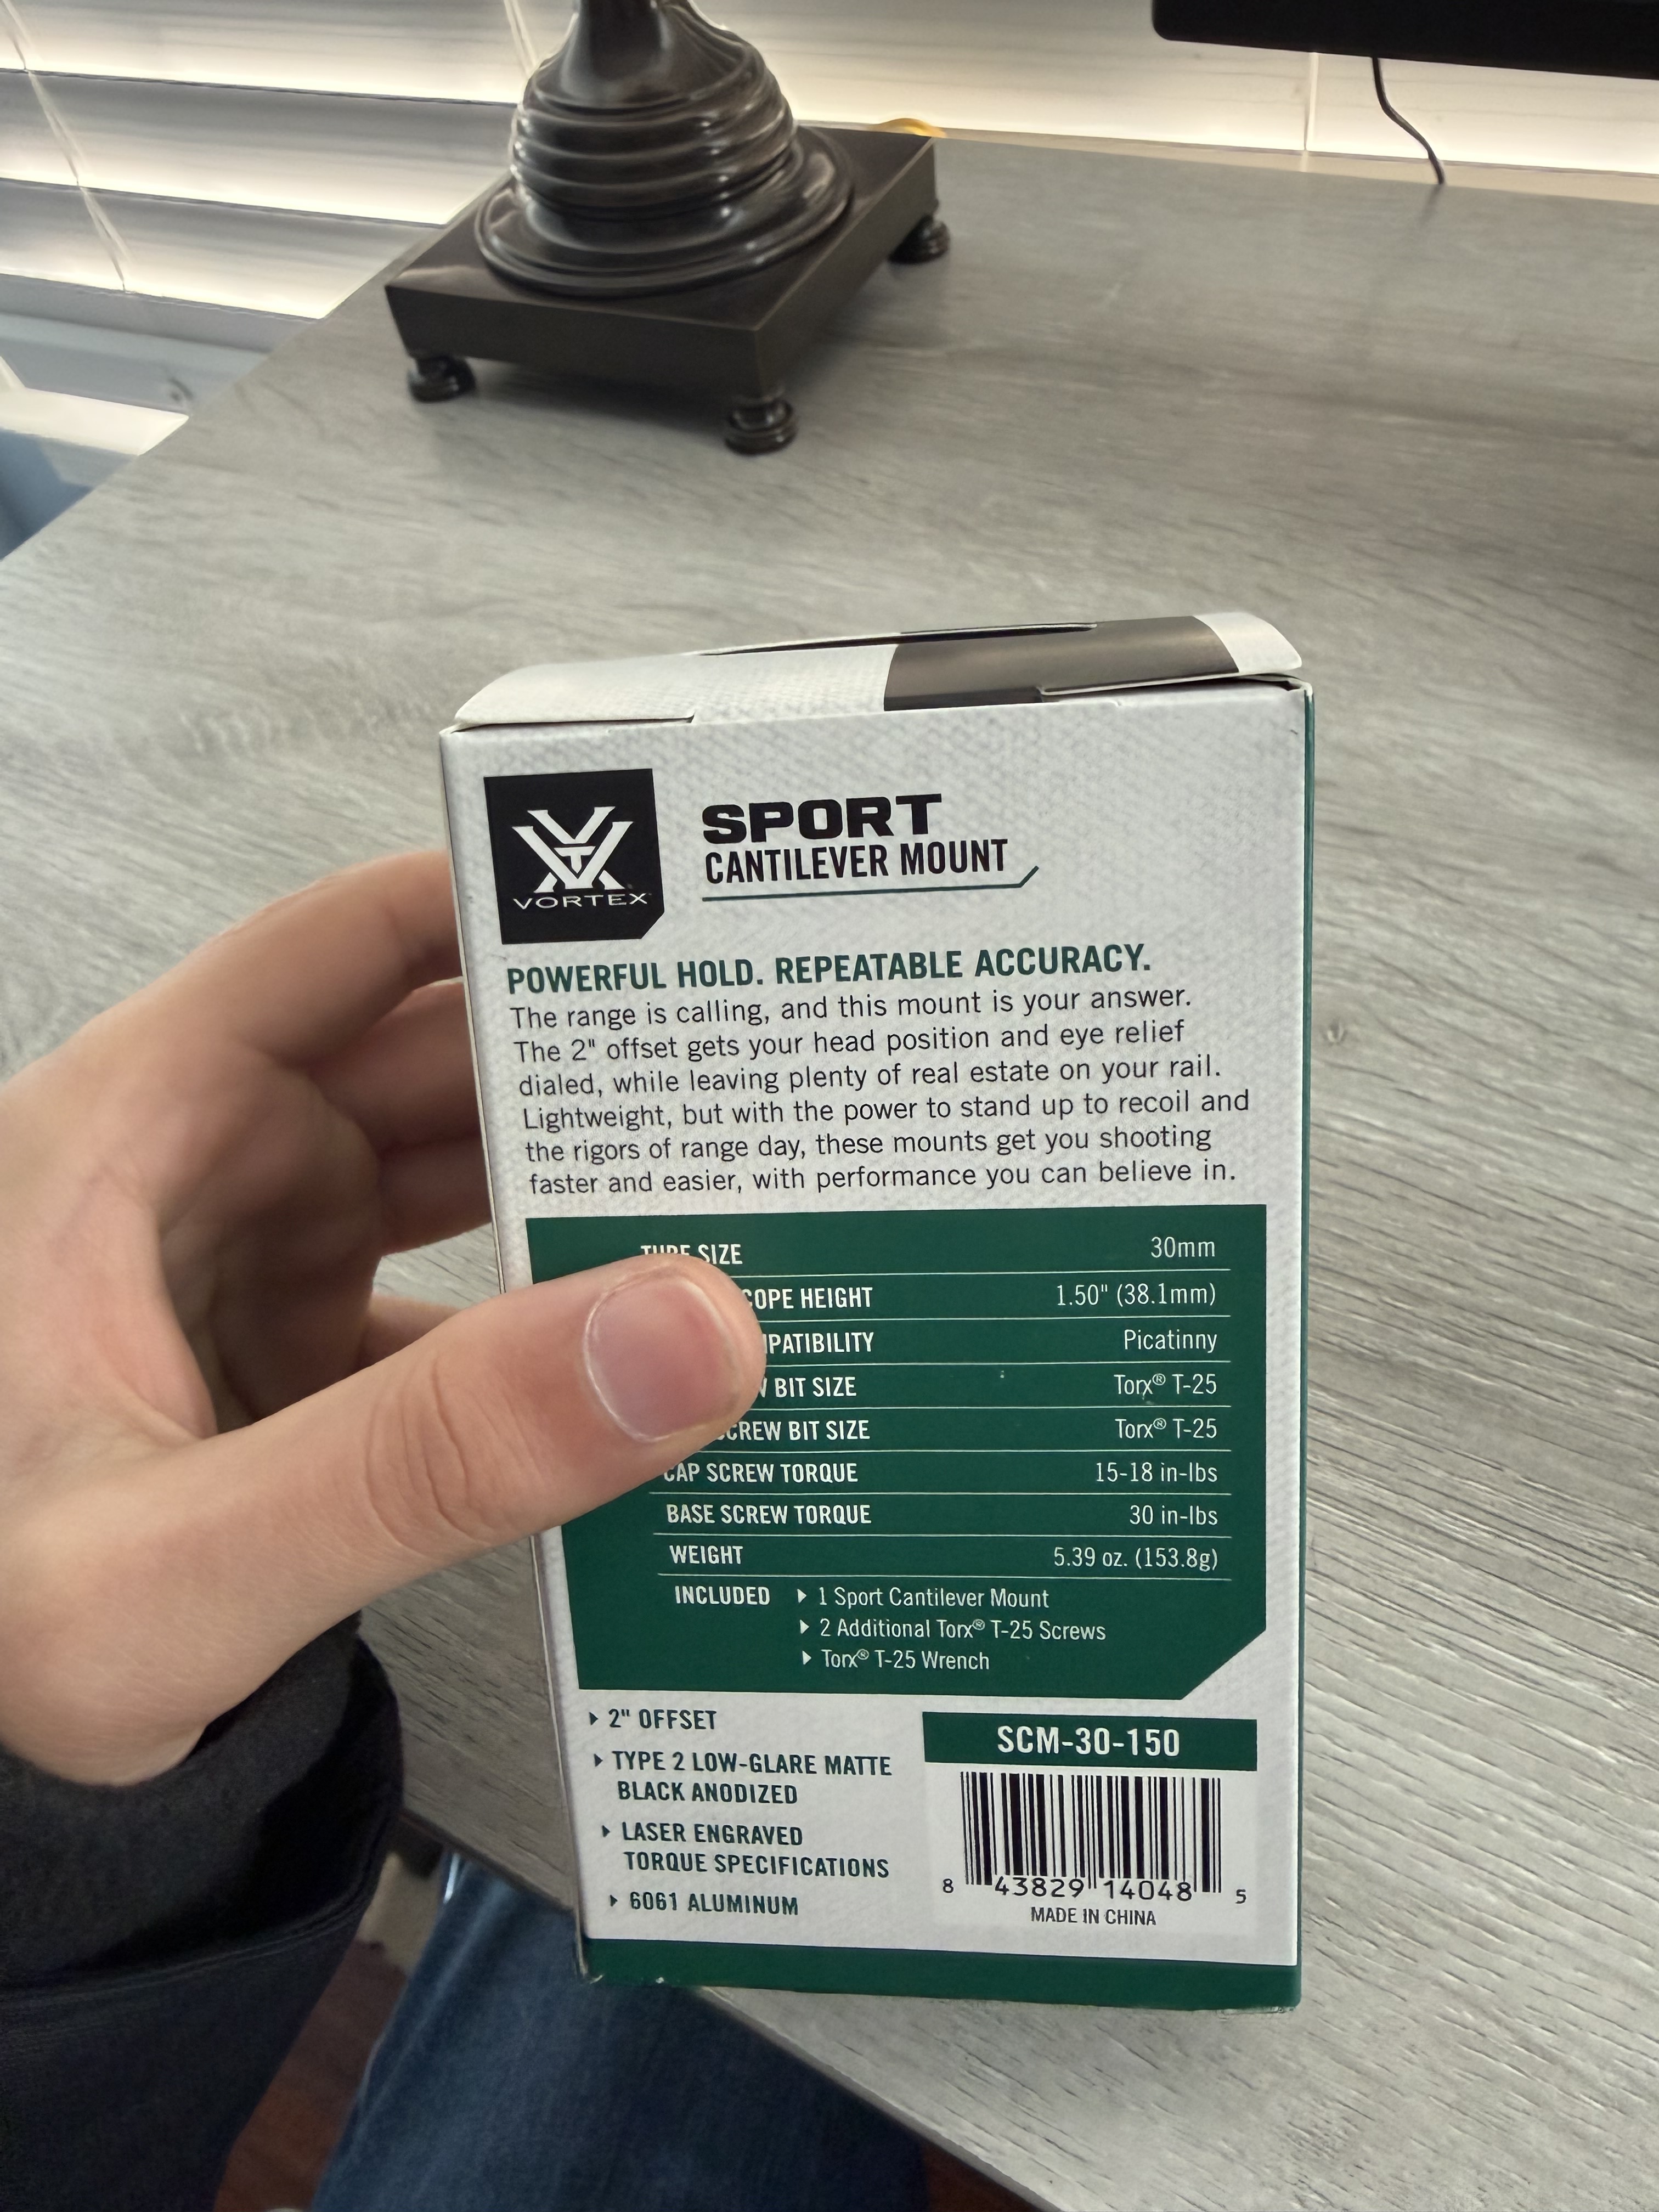 VORTEX
SPORT
CANTILEVER MOUNT
POWERFUL HOLD. REPEATABLE ACCURACY.
The range is calling, and this mount is your answer.
The 2" offset gets your head position and eye relief
dialed, while leaving plenty of real estate on your rail.
Lightweight, but with the power to stand up to recoil and
the rigors of range day, these mounts get you shooting
faster and easier, with performance you can believe in.
TUBE SIZE 30mm
HEIGHT 1.50" (38.1mm)
Picatinny
BIT SIZE Torx® T-25
BIT SIZE Torx® T-25
CAP SCREW TORQUE 15-18 in-lbs
BASE SCREW TORQUE 30 in-lbs
WEIGHT 5.39 oz. (153.8g)
INCLUDED ▸ 1 Sport Cantilever Mount
▸ 2 Additional Torx® T-25 Screws
▸ Torx® T-25 Wrench
▸ 2" OFFSET
▸ TYPE 2 LOW-GLARE MATTE
BLACK ANODIZED
▸ LASER ENGRAVED
TORQUE SPECIFICATIONS
▸ 6061 ALUMINUM
SCM-30-150
8 43829 14048 5
MADE IN CHINA